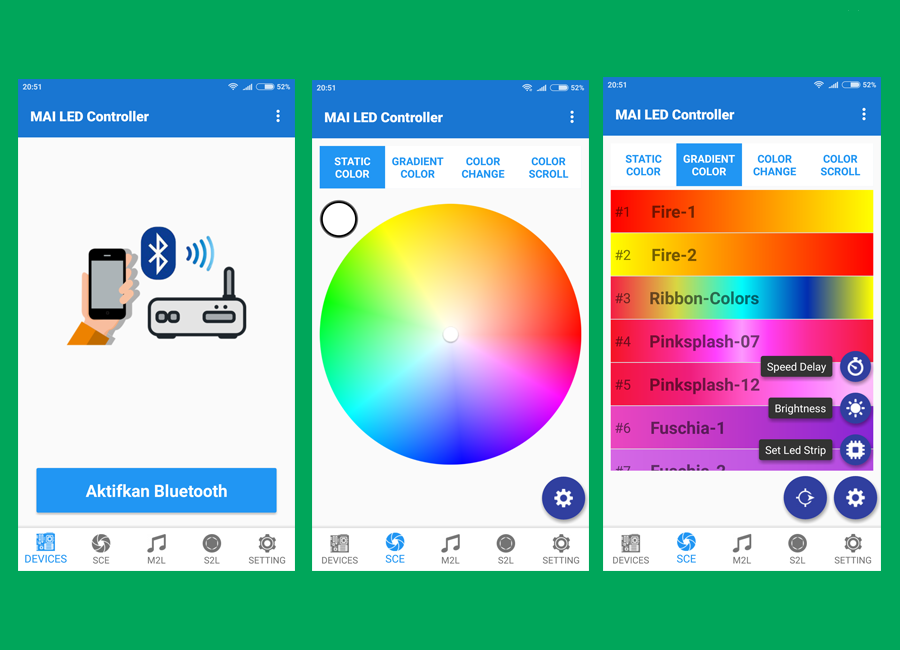 20:51
52%
MAI LED Controller
Aktifkan Bluetooth
DEVICES
SCE
M2L
S2L
SETTING
20:51
52%
MAI LED Controller
STATIC
COLOR
GRADIENT
COLOR
COLOR
CHANGE
COLOR
SCROLL
DEVICES
SCE
M2L
S2L
SETTING
20:51
52%
MAI LED Controller
STATIC
COLOR
GRADIENT
COLOR
COLOR
CHANGE
COLOR
SCROLL
#1 Fire-1
#2 Fire-2
#3 Ribbon-Colors
#4 Pinksplash-07
Speed Delay
#5 Pinksplash-12
Brightness
#6 Fuschia-1
Set Led Strip
#7 Fuschia-2
DEVICES
SCE
M2L
S2L
SETTING